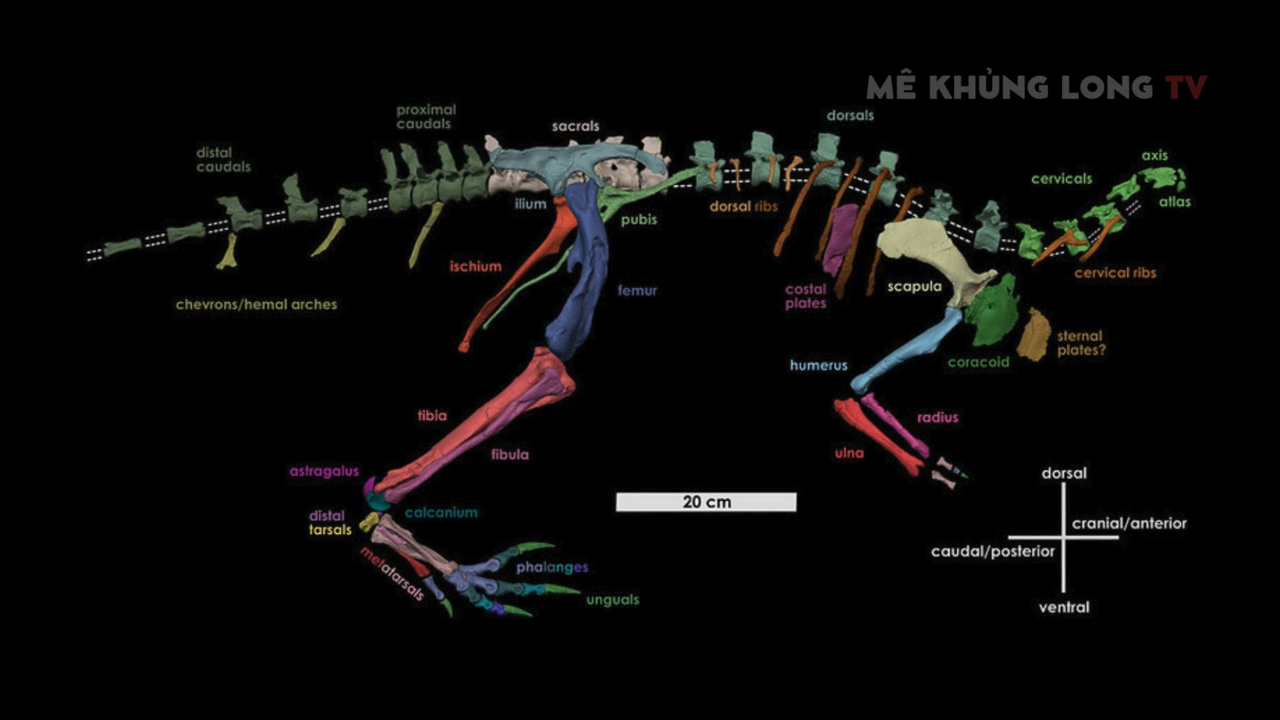 MÊ KHỦNG LONG TV
proximal
caudals
sacrals
dorsals
distal
caudals
axis
cervicals
atlas
ilium
pubis
dorsal ribs
ischium
femur
costal
plates
scapula
cervical ribs
chevrons/hemal arches
sternal
plates?
coracoid
humerus
tibia
radius
fibula
ulna
astragalus
calcanium
distal
tarsals
metatarsals
phalanges
unguals
20 cm
dorsal
cranial/anterior
caudal/posterior
ventral